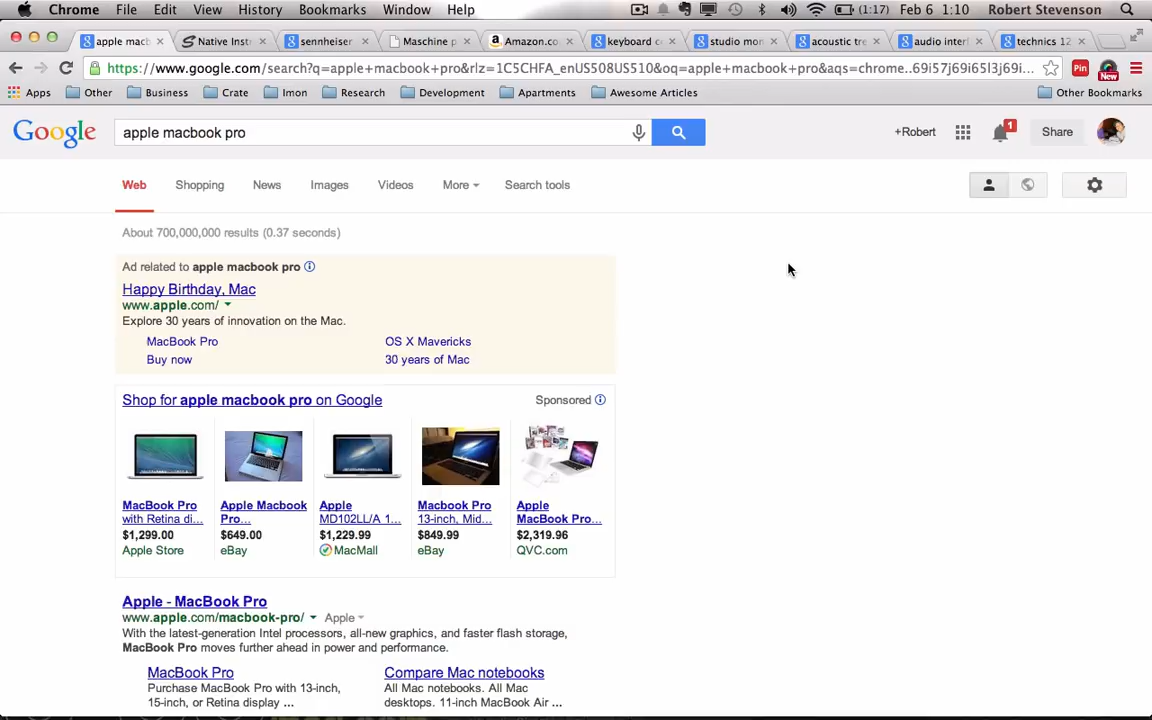 Chrome File Edit View History Bookmarks Window Help (1:17) Feb 6 1:10 Robert Stevenson
apple macb Native Inst sennheiser Maschine p Amazon.co keyboard c studio mon acoustic tre audio interf technics 12
https://www.google.com/search?q=apple+macbook+pro&rlz=1C5CHFA_enUS508US510&oq=apple+macbook+pro&aqs=chrome..69i57j69i65l3j69i... Pin New
Apps Other Business Crate Imon Research Development Apartments Awesome Articles Other Bookmarks
Google apple macbook pro +Robert 1 Share
Web Shopping News Images Videos More Search tools
About 700,000,000 results (0.37 seconds)
Ad related to apple macbook pro
Happy Birthday, Mac
www.apple.com/
Explore 30 years of innovation on the Mac.
MacBook Pro OS X Mavericks
Buy now 30 years of Mac
Shop for apple macbook pro on Google Sponsored
MacBook Pro Apple Macbook Apple Macbook Pro Apple
with Retina di... Pro... MD102LL/A 1... 13-inch, Mid... MacBook Pro...
$1,299.00 $649.00 $1,229.99 $849.99 $2,319.96
Apple Store eBay MacMall eBay QVC.com
Apple - MacBook Pro
www.apple.com/macbook-pro/ Apple
With the latest-generation Intel processors, all-new graphics, and faster flash storage,
MacBook Pro moves further ahead in power and performance.
MacBook Pro Compare Mac notebooks
Purchase MacBook Pro with 13-inch, All Mac notebooks. All Mac
15-inch, or Retina display ... desktops. 11-inch MacBook Air ...